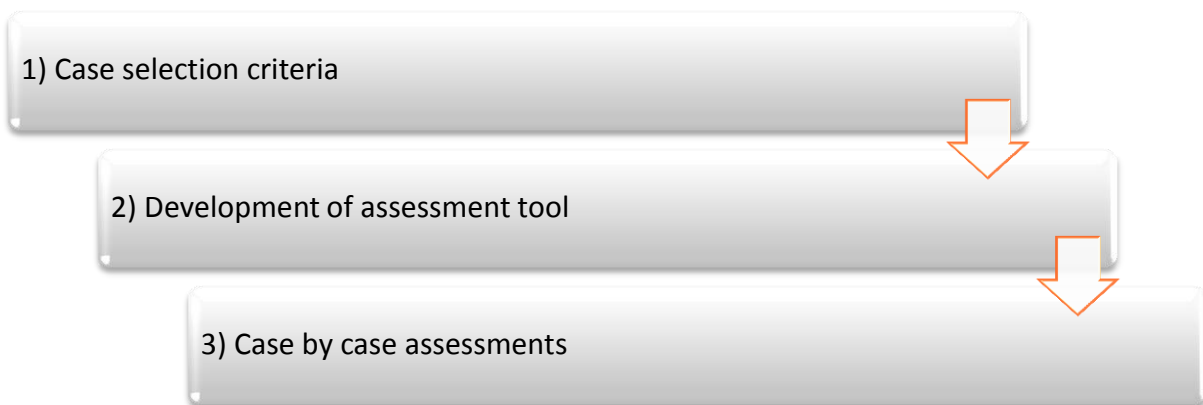 1) Case selection criteria
2) Development of assessment tool
3) Case by case assessments